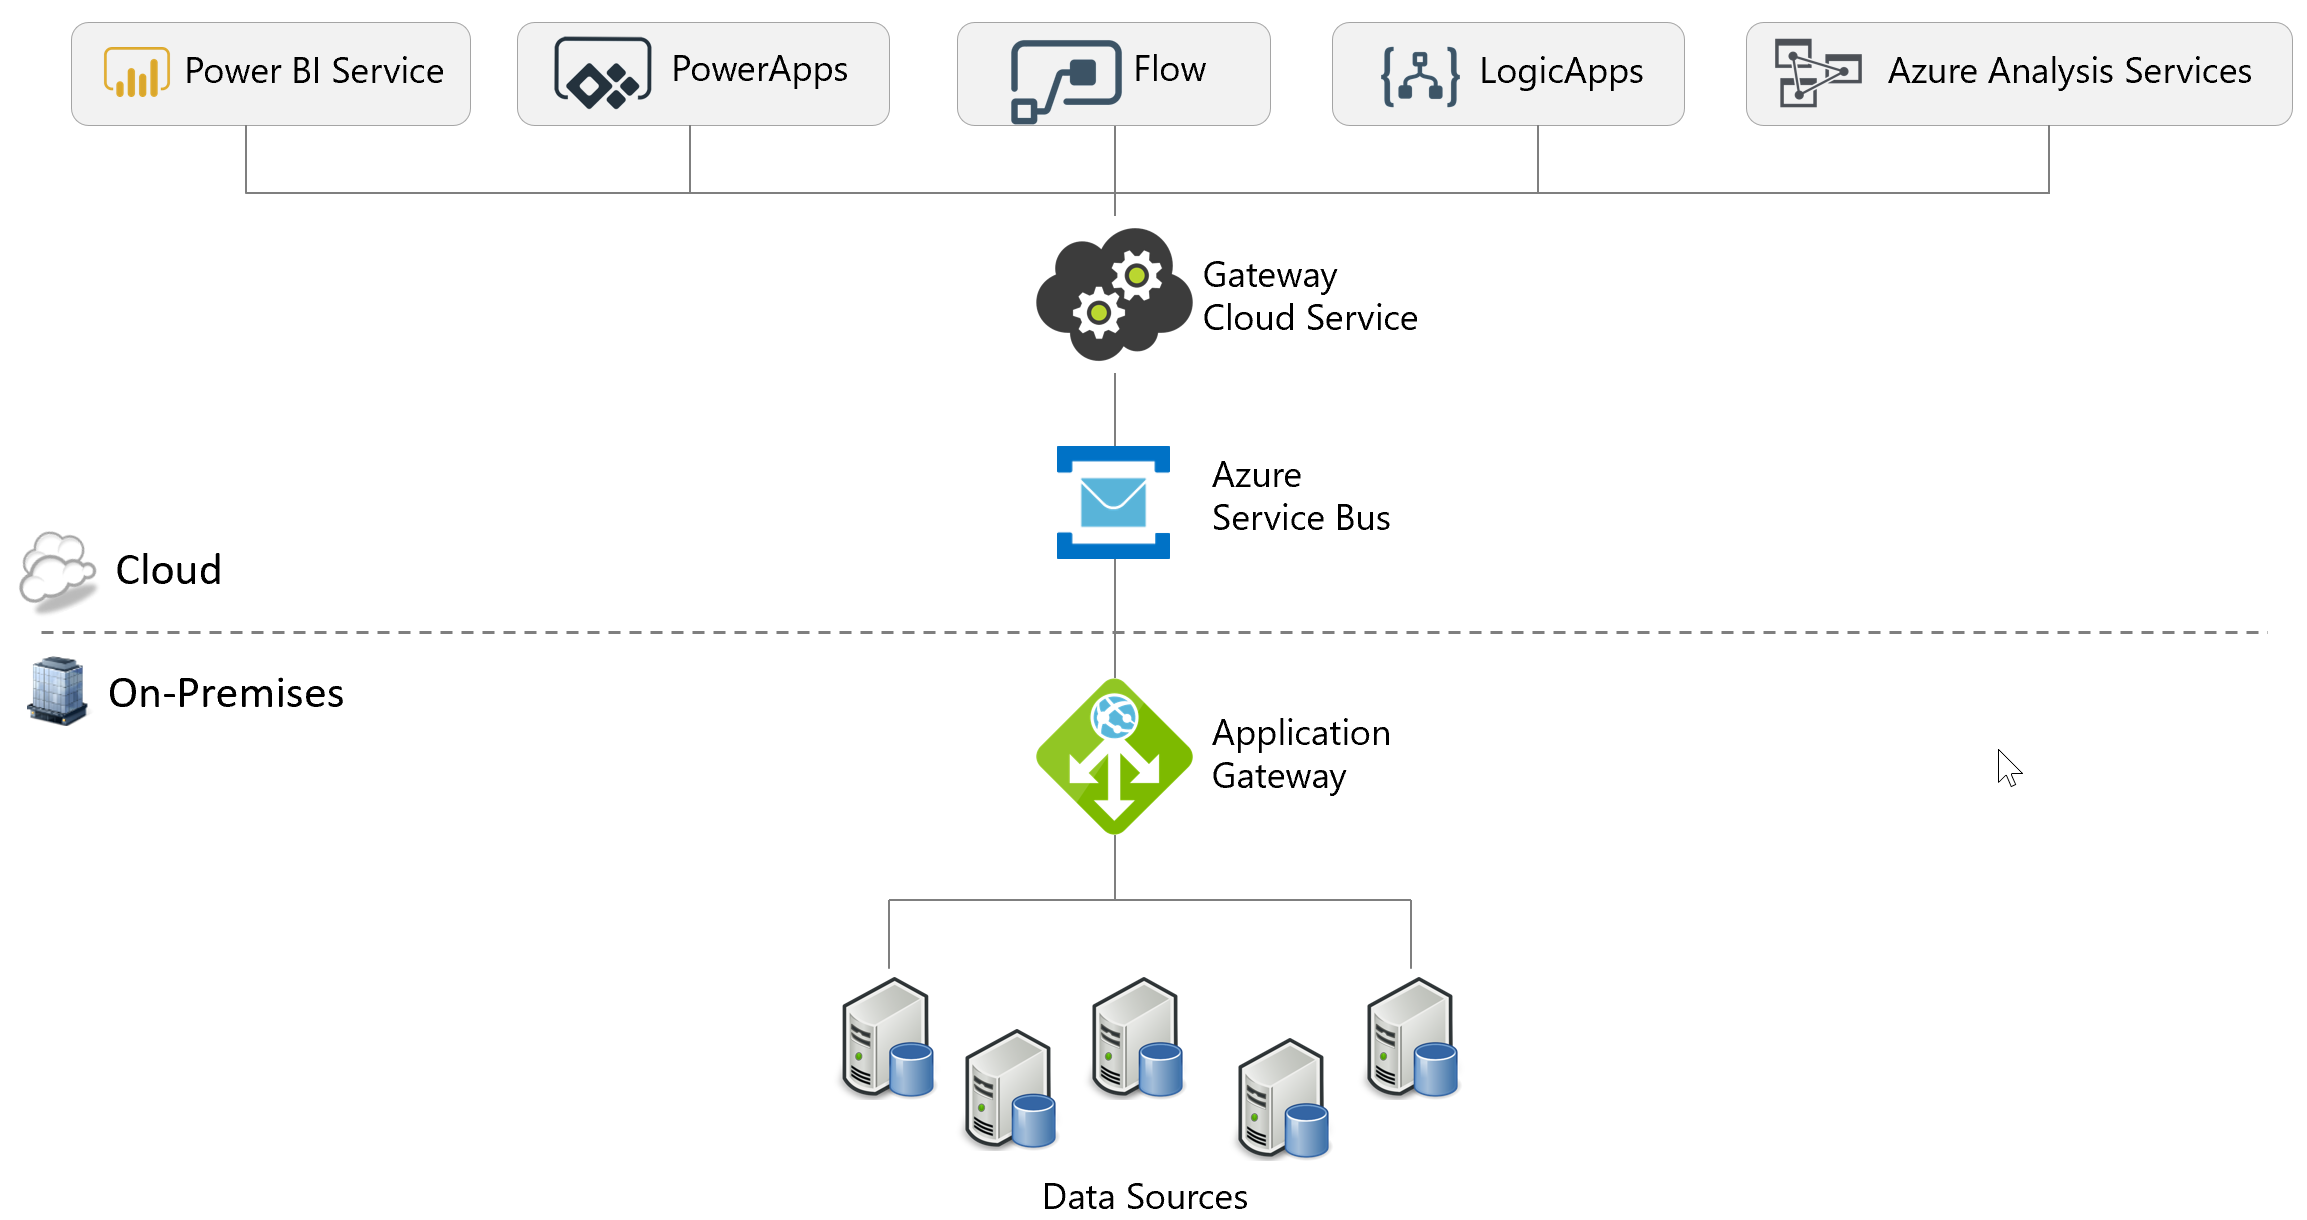 Power BI Service
PowerApps
Flow
LogicApps
Azure Analysis Services
Gateway
Cloud Service
Azure
Service Bus
Cloud
On-Premises
Application
Gateway
Data Sources